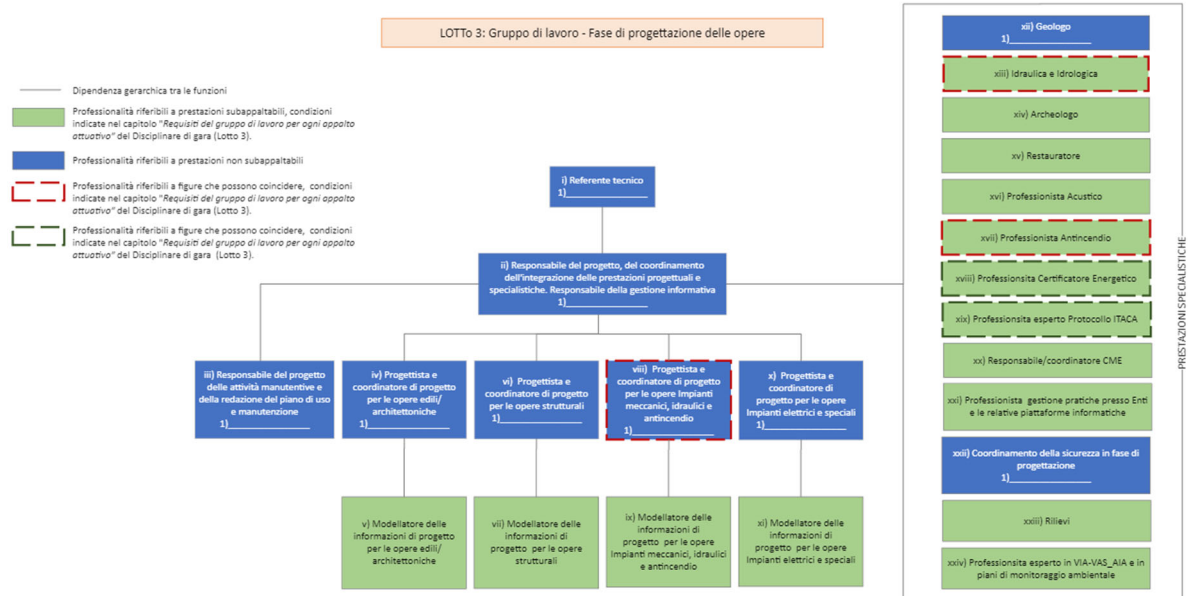 LOTTo 3: Gruppo di lavoro - Fase di progettazione delle opere
Dipendenza gerarchica tra le funzioni
Professionalità riferibili a prestazioni subappaltabili, condizioni
indicate nel capitolo "Requisiti del gruppo di lavoro per ogni appalto
attuativo" del Disciplinare di gara (Lotto 3).
Professionalità riferibili a prestazioni non subappaltabili
Professionalità riferibili a figure che possono coincidere, condizioni
indicate nel capitolo "Requisiti del gruppo di lavoro per ogni appalto
attuativo" del Disciplinare di gara (Lotto 3).
Professionalità riferibili a figure che possono coincidere, condizioni
indicate nel capitolo "Requisiti del gruppo di lavoro per ogni appalto
attuativo" del Disciplinare di gara (Lotto 3).
i) Referente tecnico
1)________________
ii) Responsabile del progetto, del coordinamento
dell'integrazione delle prestazioni progettuali e
specialistiche. Responsabile della gestione informativa
1)________________
iii) Responsabile del progetto
delle attività manutentive e
della redazione del piano di uso
e manutenzione
1)________________
iv) Progettista e
coordinatore di progetto
per le opere edili/
architettoniche
1)________________
vi) Progettista e
coordinatore di progetto
per le opere strutturali
1)________________
viii) Progettista e
coordinatore di progetto
per le opere Impianti
meccanici, idraulici e
antincendio
1)________________
x) Progettista e
coordinatore di
progetto per le opere
Impianti elettrici e speciali
1)________________
v) Modellatore delle
informazioni di progetto
per le opere edili/
architettoniche
vii) Modellatore delle
informazioni di
progetto per le opere
strutturali
ix) Modellatore delle
informazioni di
progetto per le opere
Impianti meccanici, idraulici
e antincendio
xi) Modellatore delle
informazioni di
progetto per le opere
Impianti elettrici e speciali
xii) Geologo
1)________________
xiii) Idraulica e Idrologica
xiv) Archeologo
xv) Restauratore
xvi) Professionista Acustico
xvii) Professionista Antincendio
xviii) Professionsita Certificatore Energetico
xix) Professionsita esperto Protocollo ITACA
xx) Responsabile/coordinatore CME
xxi) Professionista gestione pratiche presso Enti
e le relative piattaforme informatiche
xxii) Coordinamento della sicurezza in fase di
progettazione
1)________________
xxiii) Rilievi
xxiv) Professionsita esperto in VIA-VAS_AIA e in
piani di monitoraggio ambientale
PRESTAZIONI SPECIALISTICHE